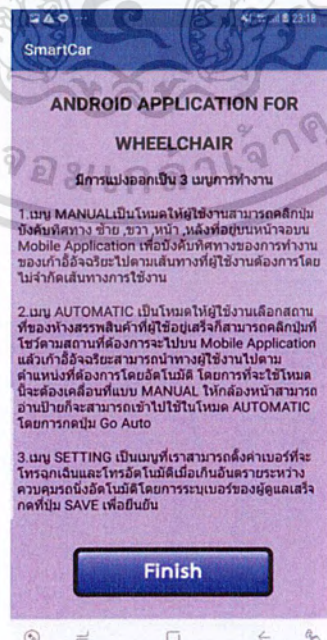 23:18
SmartCar
ANDROID APPLICATION FOR
WHEELCHAIR
มีการแบ่งออกเป็น 3 เมนูการทำงาน
1.เมนู MANUALเป็นโหมดให้ผู้ใช้งานสามารถคลิกปุ่ม
บังคับทิศทาง ซ้าย ,ขวา ,หน้า ,หลังที่อยู่บนหน้าจอบน
Mobile Application เพื่อบังคับทิศทางของการทำงาน
ของเก้าอี้อัจฉริยะไปตามเส้นทางที่ผู้ใช้งานต้องการโดย
ไม่จำกัดเส้นทางการใช้งาน
2.เมนู AUTOMATIC เป็นโหมดให้ผู้ใช้งานเลือกสถาน
ที่ของห้างสรรพสินค้าที่ผู้ใช้อยู่เสร็จก็สามารถคลิกปุ่มที่
โชว์ตามสถานที่ต้องการจะไปบน Mobile Application
แล้วเก้าอี้อัจฉริยะสามารถนำทางผู้ใช้งานไปตาม
ตำแหน่งที่ต้องการโดยอัตโนมัติ โดยการที่จะใช้โหมด
นี้จะต้องเคลื่อนที่แบบ MANUAL ให้กล้องหน้าสามารถ
อ่านป้ายก็จะสามารถเข้าไปใช้ในโหมด AUTOMATIC
โดยการกดปุ่ม Go Auto
3.เมนู SETTING เป็นเมนูที่เราสามารถตั้งค่าเบอร์ที่จะ
โทรฉุกเฉินและโทรอัตโนมัติเมื่อเกินอันตรายระหว่าง
ควบคุมรถนั่งอัตโนมัติโดยการระบุเบอร์ของผู้ดูแลเสร็จ
กดที่ปุ่ม SAVE เพื่อยืนยัน
Finish